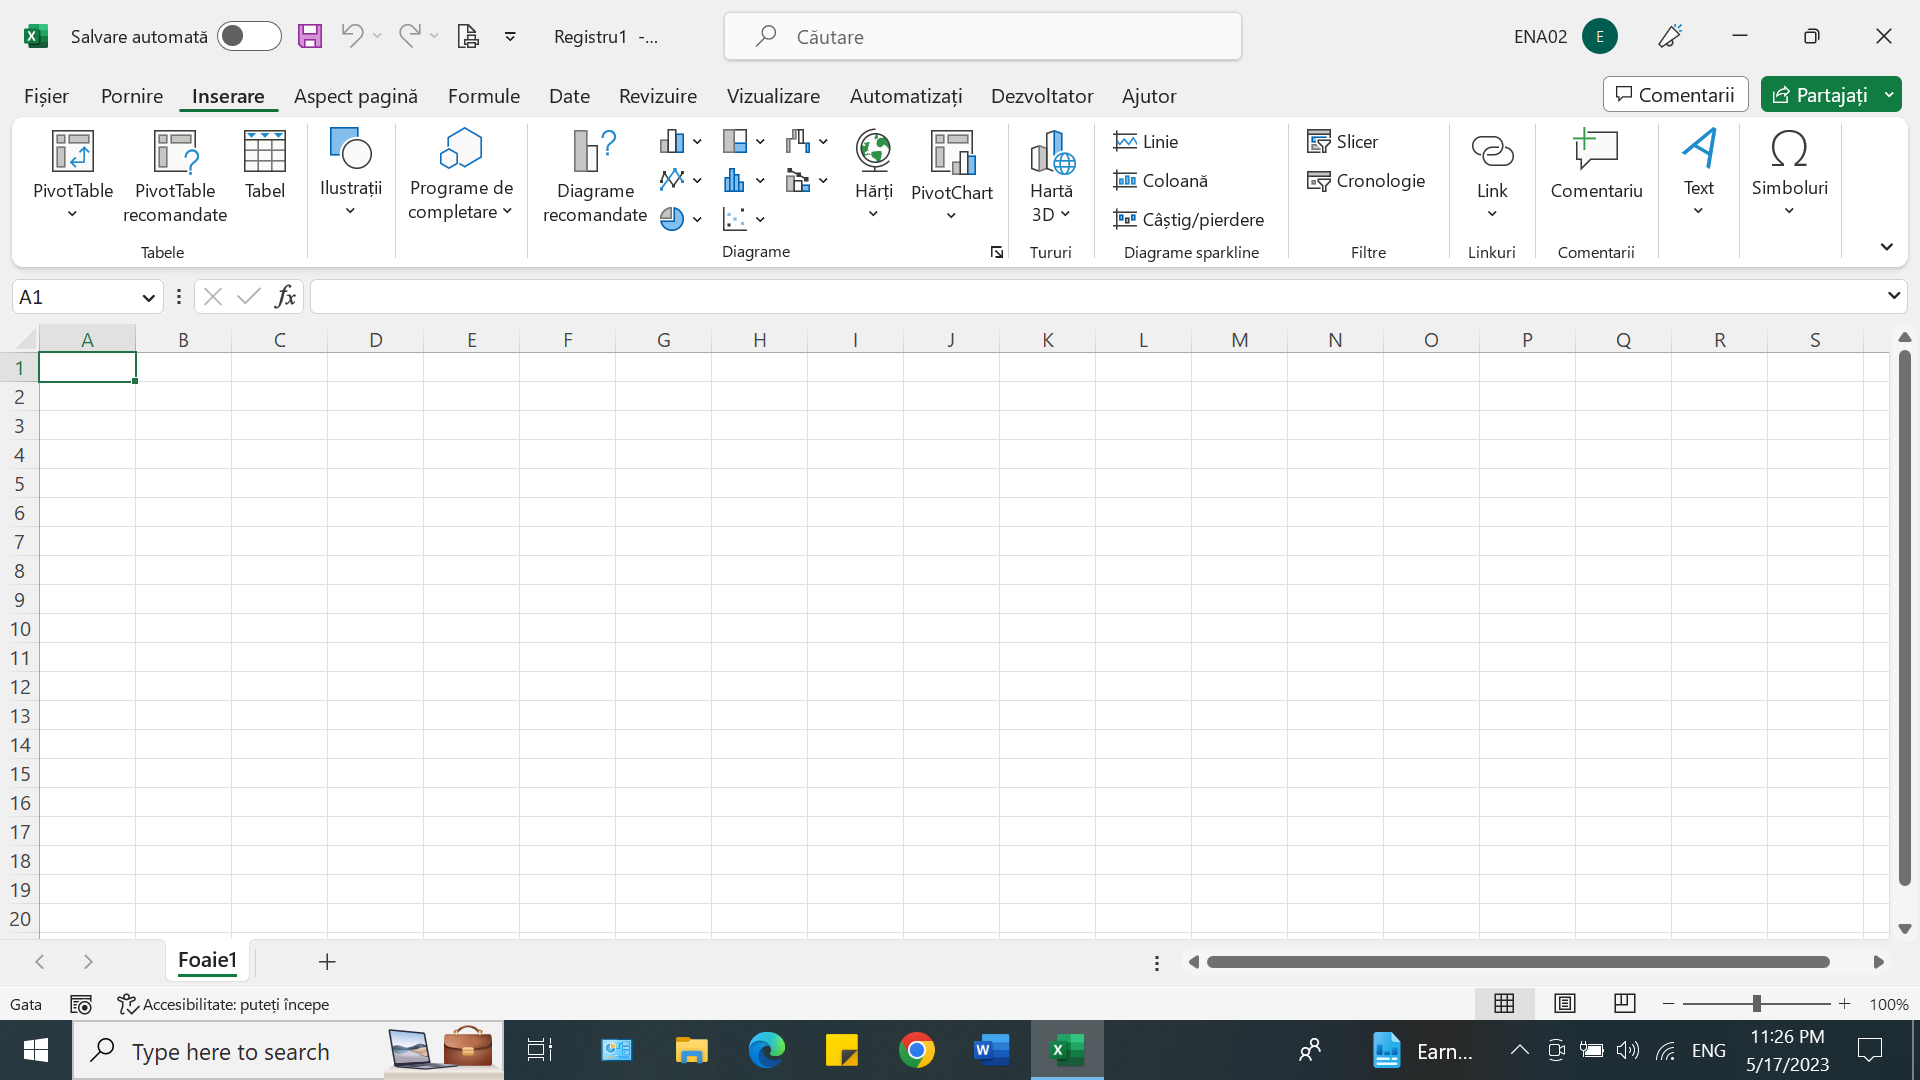 Salvare automată
Registru1 -...
Căutare
ENA02
E
Fișier
Pornire
Inserare
Aspect pagină
Formule
Date
Revizuire
Vizualizare
Automatizați
Dezvoltator
Ajutor
Comentarii
Partajați
PivotTable
PivotTable
recomandate
Tabel
Tabele
Ilustrații
Programe de
completare
Diagrame
recomandate
Hărți
PivotChart
Diagrame
Hartă
3D
Tururi
Linie
Coloană
Câștig/pierdere
Diagrame sparkline
Slicer
Cronologie
Filtre
Link
Linkuri
Comentariu
Comentarii
Text
Simboluri
A1
fx
A B C D E F G H I J K L M N O P Q R S
1
2
3
4
5
6
7
8
9
10
11
12
13
14
15
16
17
18
19
20
Foaie1
Gata
Accesibilitate: puteți începe
100%
Type here to search
Earn...
ENG
11:26 PM
5/17/2023